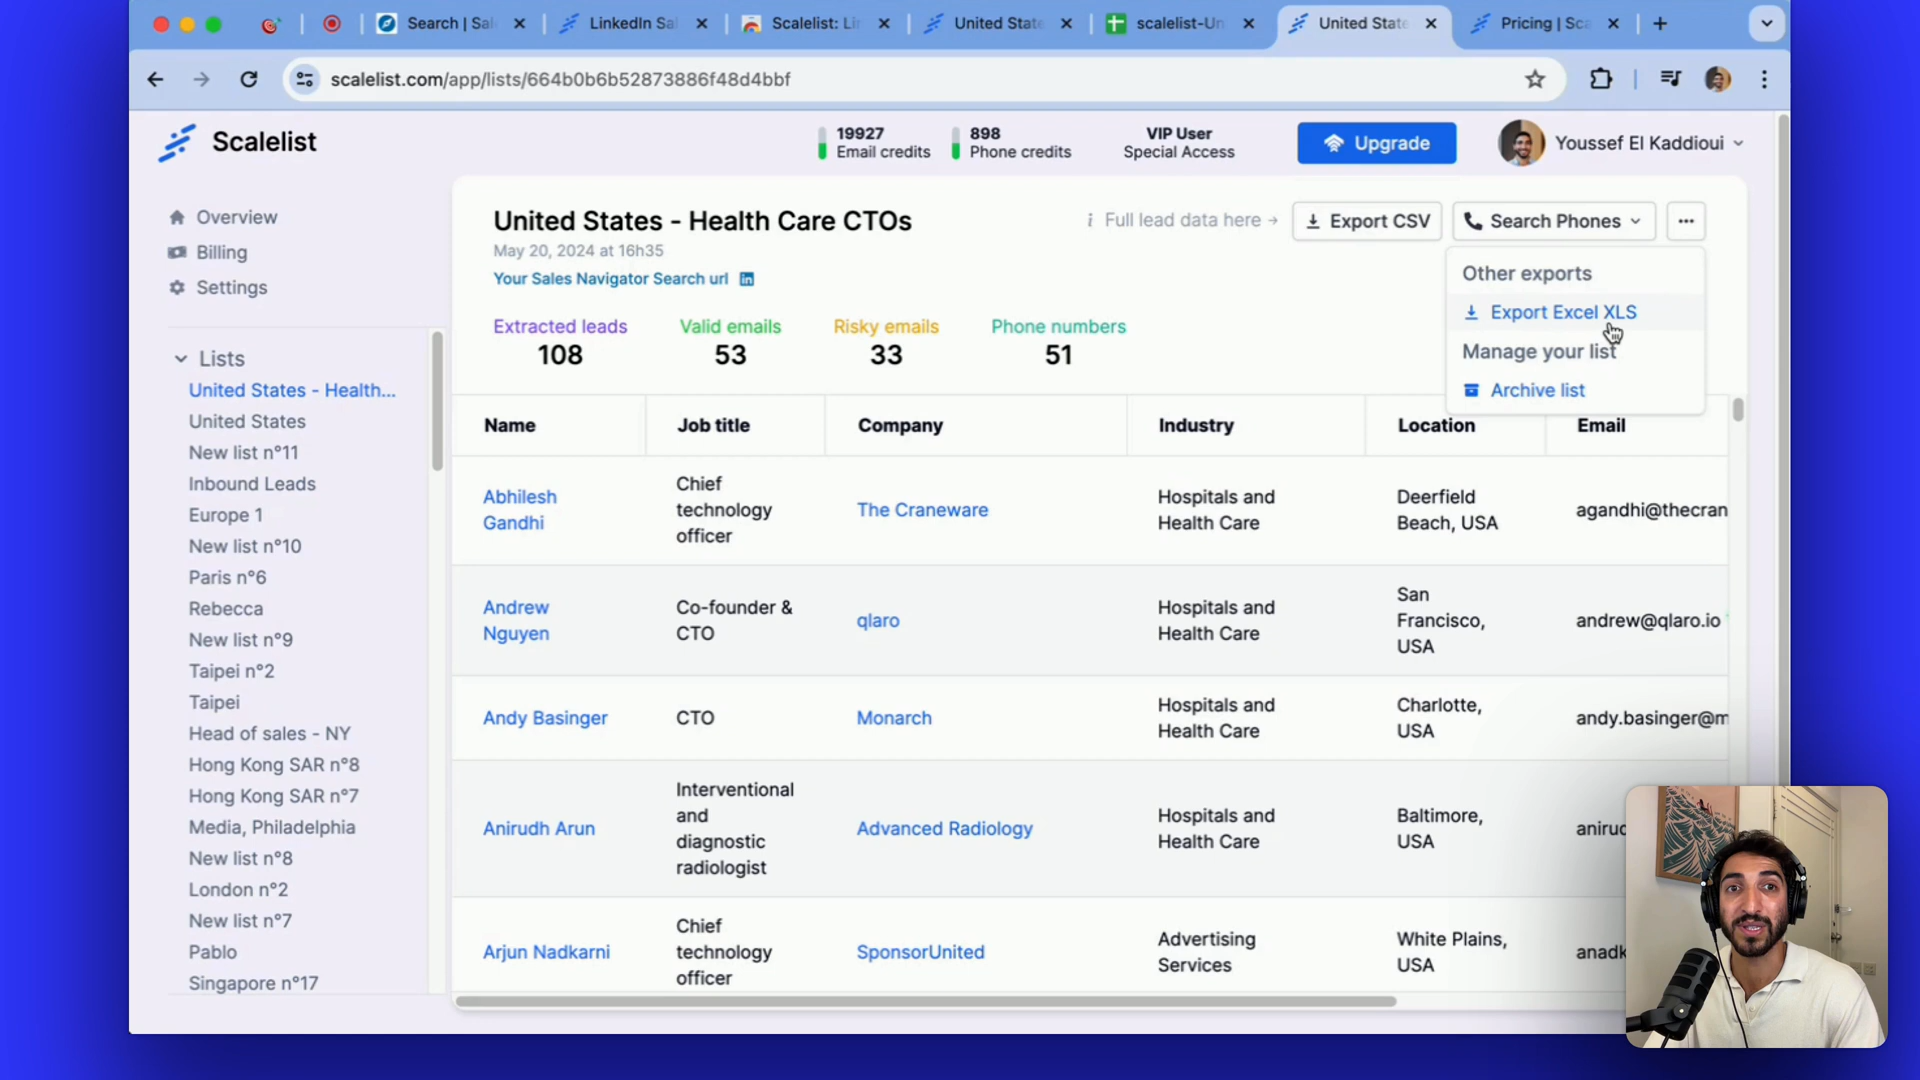 Search | Sal
LinkedIn Sal
Scalelist: Li
United State
scalelist-Un
United State
Pricing | Sca
scalelist.com/app/lists/664b0b6b52873886f48d4bbf
Scalelist
19927
Email credits
898
Phone credits
VIP User
Special Access
Upgrade
Youssef El Kaddioui
Overview
Billing
Settings
Lists
United States - Health...
United States
New list n°11
Inbound Leads
Europe 1
New list n°10
Paris n°6
Rebecca
New list n°9
Taipei n°2
Taipei
Head of sales - NY
Hong Kong SAR n°8
Hong Kong SAR n°7
Media, Philadelphia
New list n°8
London n°2
New list n°7
Pablo
Singapore n°17
United States - Health Care CTOs
May 20, 2024 at 16h35
Your Sales Navigator Search url
Full lead data here →
Export CSV
Search Phones
Other exports
Export Excel XLS
Manage your list
Archive list
Extracted leads
108
Valid emails
53
Risky emails
33
Phone numbers
51
Name
Job title
Company
Industry
Location
Email
Abhilesh
Gandhi
Chief
technology
officer
The Craneware
Hospitals and
Health Care
Deerfield
Beach, USA
agandhi@thecran
Andrew
Nguyen
Co-founder &
CTO
qlaro
Hospitals and
Health Care
San
Francisco,
USA
andrew@qlaro.io
Andy Basinger
CTO
Monarch
Hospitals and
Health Care
Charlotte,
USA
andy.basinger@m
Anirudh Arun
Interventional
and
diagnostic
radiologist
Advanced Radiology
Hospitals and
Health Care
Baltimore,
USA
aniruc
Arjun Nadkarni
Chief
technology
officer
SponsorUnited
Advertising
Services
White Plains,
USA
anadk